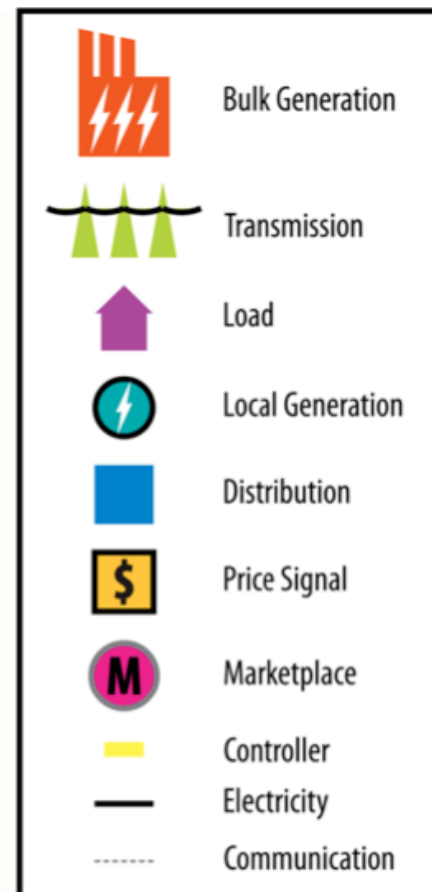 Bulk Generation
Transmission
Load
Local Generation
Distribution
$
Price Signal
M
Marketplace
Controller
Electricity
Communication